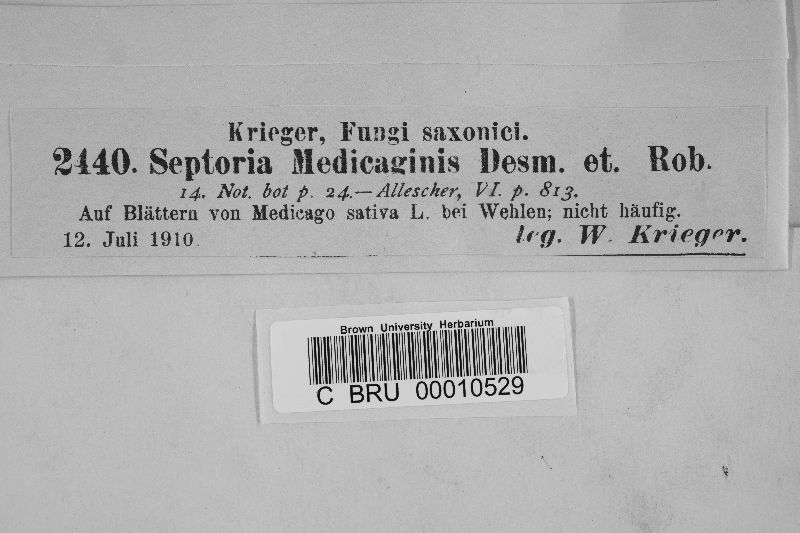 Krieger, Fungi saxonici.
2440. Septoria Medicaginis Desm. et. Rob.
14. Not. bot p. 24.—Allescher, VI. p. 813.
Auf Blättern von Medicago sativa L. bei Wehlen; nicht häufig.
12. Juli 1910. leg. W. Krieger.
Brown University Herbarium
C BRU 00010529